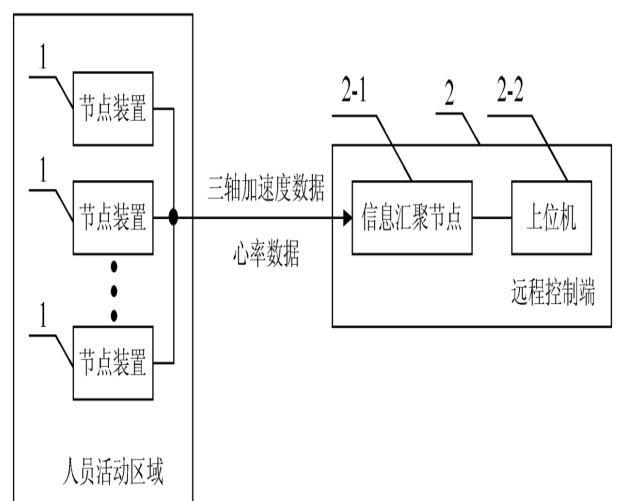 1
节点装置
1
节点装置
1
节点装置
人员活动区域
三轴加速度数据
心率数据
2-1
2
2-2
信息汇聚节点
上位机
远程控制端